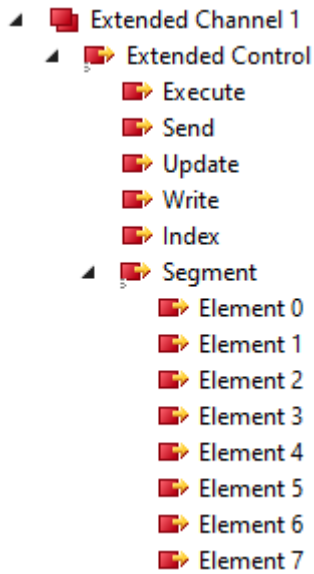 Extended Channel 1
Extended Control
Execute
Send
Update
Write
Index
Segment
Element 0
Element 1
Element 2
Element 3
Element 4
Element 5
Element 6
Element 7